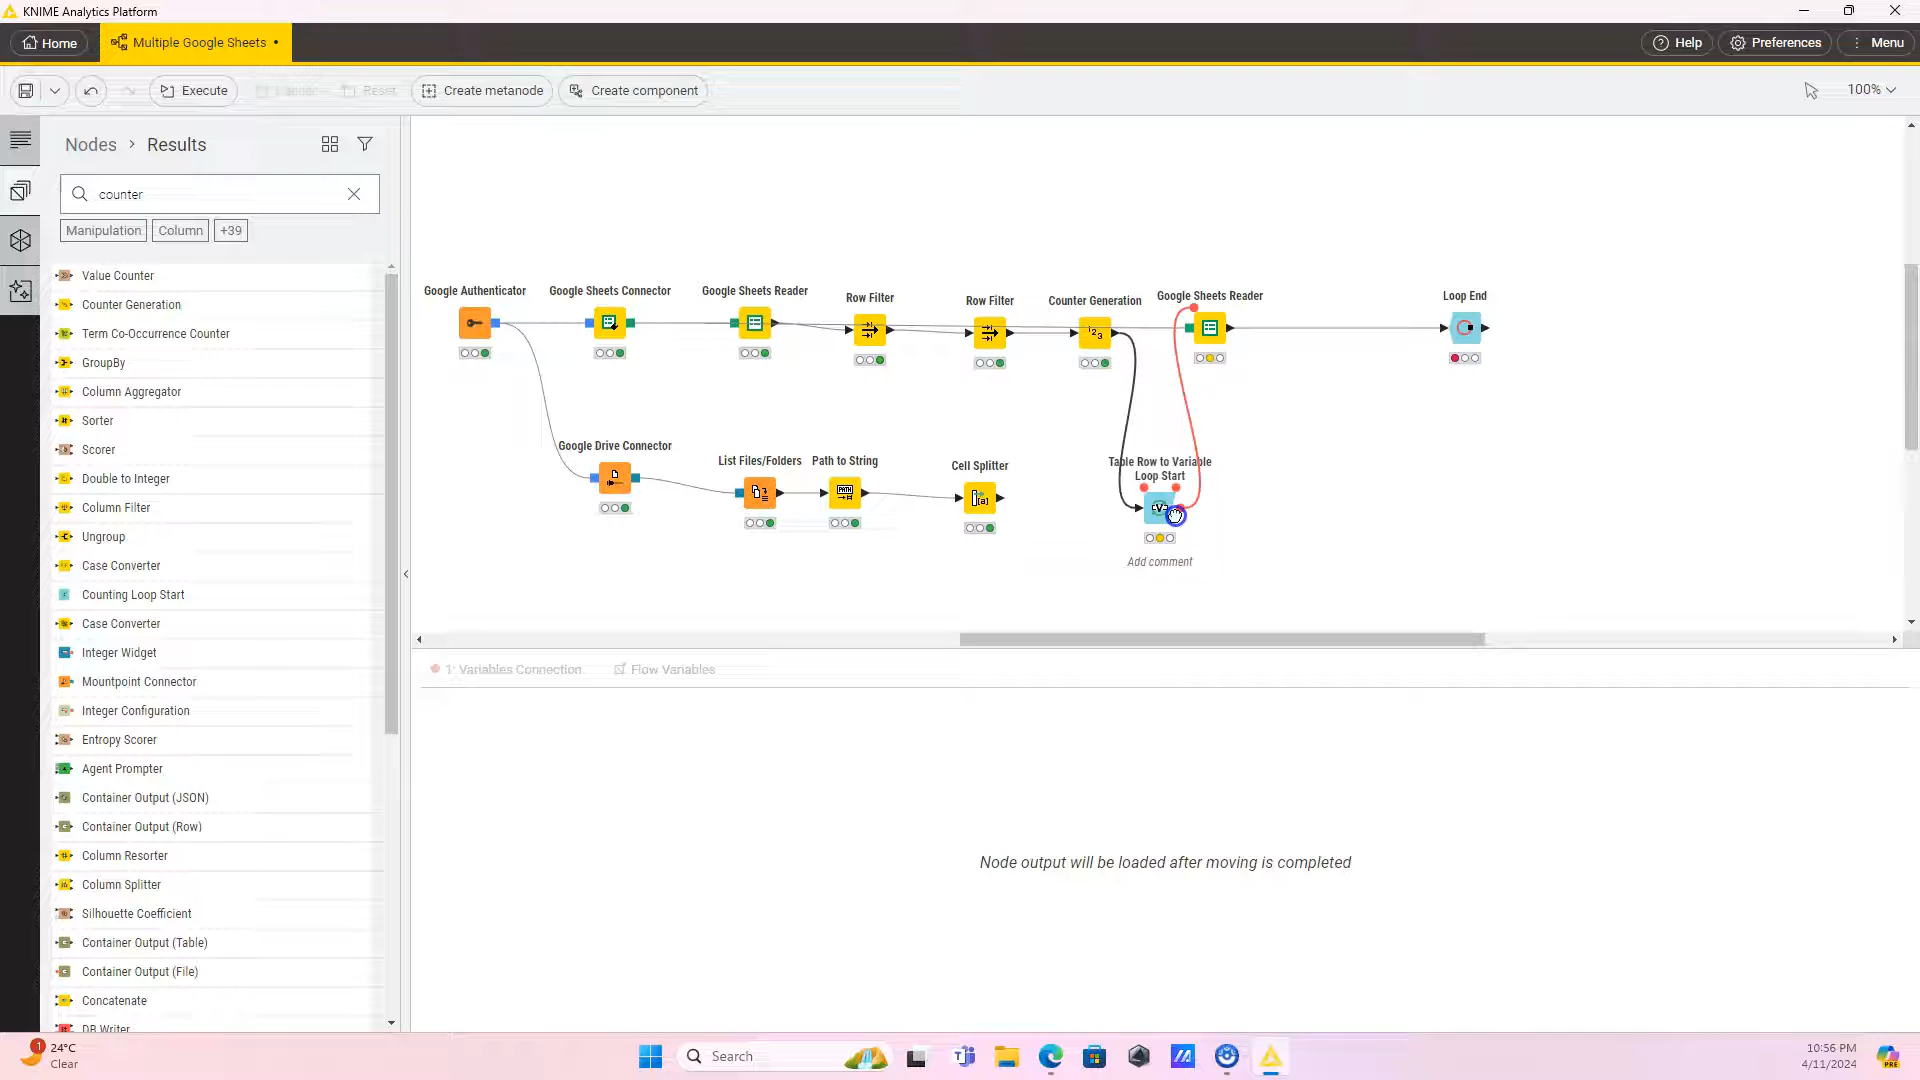 KNIME Analytics Platform
Home
Multiple Google Sheets •
Help
Preferences
Menu
Execute
Reset
Create metanode
Create component
100%
Nodes > Results
counter
Manipulation
Column
+39
Value Counter
Counter Generation
Term Co-Occurrence Counter
GroupBy
Column Aggregator
Sorter
Scorer
Double to Integer
Column Filter
Ungroup
Case Converter
Counting Loop Start
Case Converter
Integer Widget
Mountpoint Connector
Integer Configuration
Entropy Scorer
Agent Prompter
Container Output (JSON)
Container Output (Row)
Column Resorter
Column Splitter
Silhouette Coefficient
Container Output (Table)
Container Output (File)
Concatenate
DB Writer
Google Authenticator
Google Sheets Connector
Google Sheets Reader
Row Filter
Row Filter
Counter Generation
Google Sheets Reader
Loop End
Google Drive Connector
List Files/Folders
Path to String
Cell Splitter
Table Row to Variable
Loop Start
Add comment
1: Variables Connection
Flow Variables
Node output will be loaded after moving is completed
1
24°C
Clear
Search
10:56 PM
4/11/2024
PRE